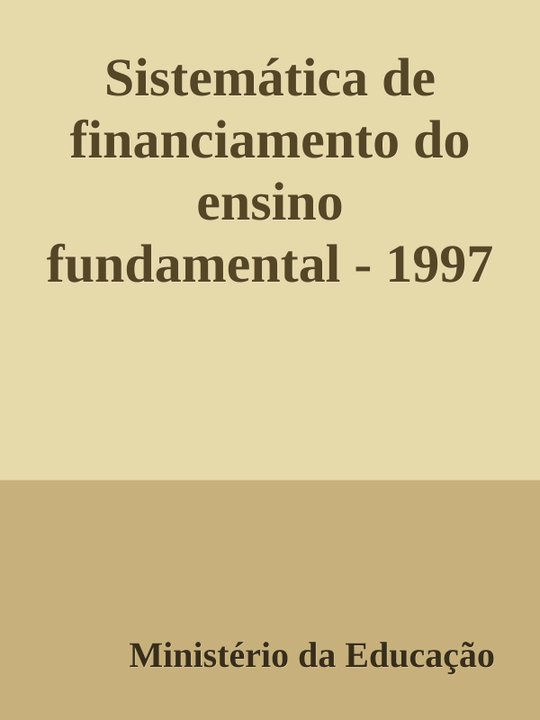 Sistemática de
financiamento do
ensino
fundamental - 1997
Ministério da Educação